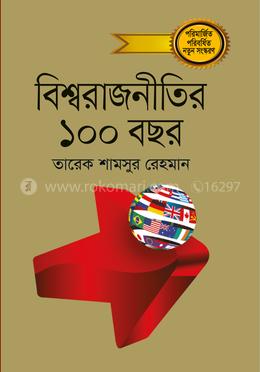 পরিমার্জিত
পরিবর্ধিত
নতুন সংস্করণ
বিশ্বরাজনীতির
১০০ বছর
তারেক শামসুর রেহমান
www.rokomari.com
16297